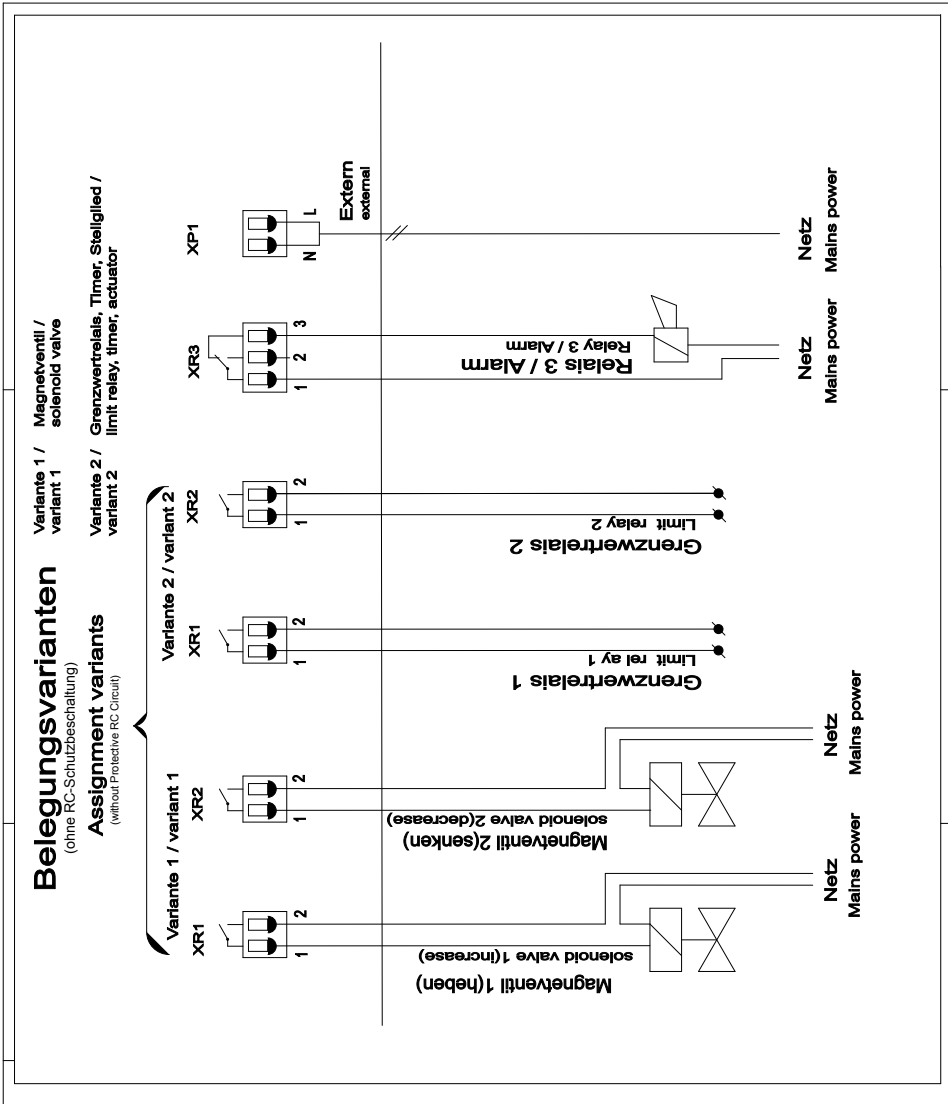 Belegungsvarianten
(ohne RC-Schutzbeschaltung)
Assignment variants
(without Protective RC Circuit)
Variante 1 / Magnetventil /
variant 1 solenoid valve
Variante 2 / Grenzwertrelais, Timer, Stellglied /
variant 2 limit relay, timer, actuator
Variante 1 / variant 1
Variante 2 / variant 2
XR1
XR2
XR1
XR2
XR3
XP1
1 2
1 2
1 2
1 2
1 2 3
N L
Extern
external
Magnetventil 1(heben)
solenoid valve 1(increase)
Magnetventil 2(senken)
solenoid valve 2(decrease)
Grenzwertrelais 1
Limit rel ay 1
Grenzwertrelais 2
Limit relay 2
Relais 3 / Alarm
Relay 3 / Alarm
Netz
Mains power
Netz
Mains power
Netz
Mains power
Netz
Mains power